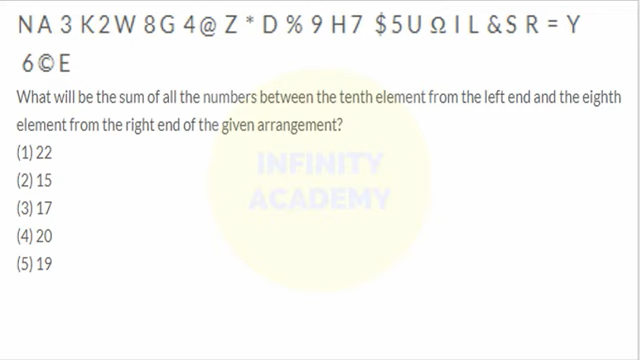 N A 3 K 2 W 8 G 4 @ Z * D % 9 H 7 $ 5 U Ω I L & S R = Y
6 © E
What will be the sum of all the numbers between the tenth element from the left end and the eighth
element from the right end of the given arrangement?
(1) 22
(2) 15
(3) 17
(4) 20
(5) 19
INFINITY
ACADEMY